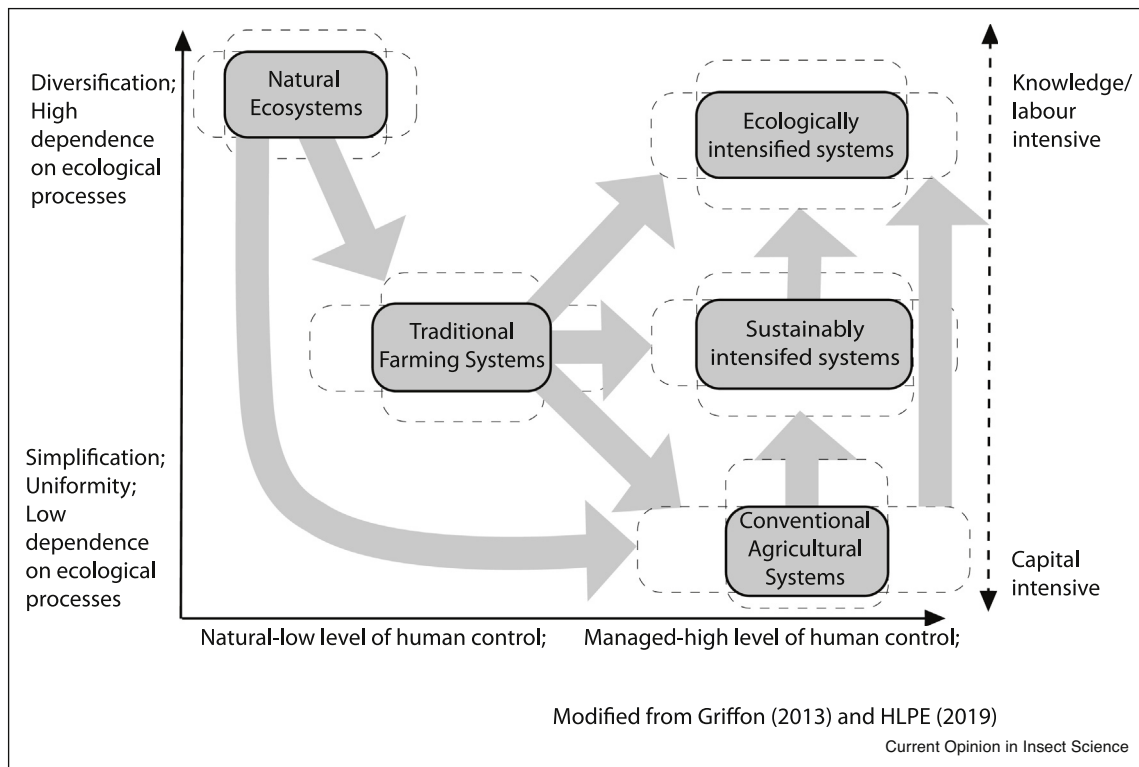 Diversification;
High
dependence
on ecological
processes
Natural
Ecosystems
Ecologically
intensified systems
Knowledge/
labour
intensive
Traditional
Farming Systems
Sustainably
intensifed systems
Simplification;
Uniformity;
Low
dependence
on ecological
processes
Conventional
Agricultural
Systems
Capital
intensive
Natural-low level of human control;
Managed-high level of human control;
Modified from Griffon (2013) and HLPE (2019)
Current Opinion in Insect Science